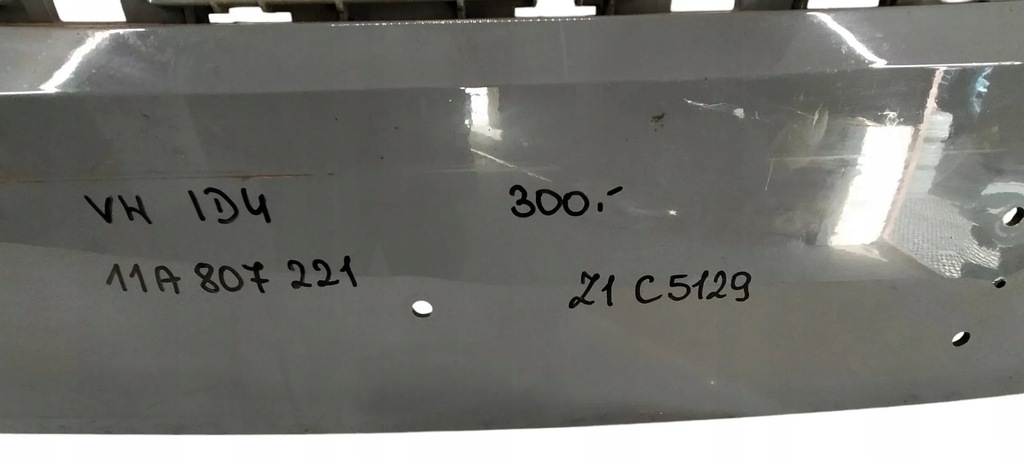 VW ID4
300.-
11A 807 221
Z1 C5129